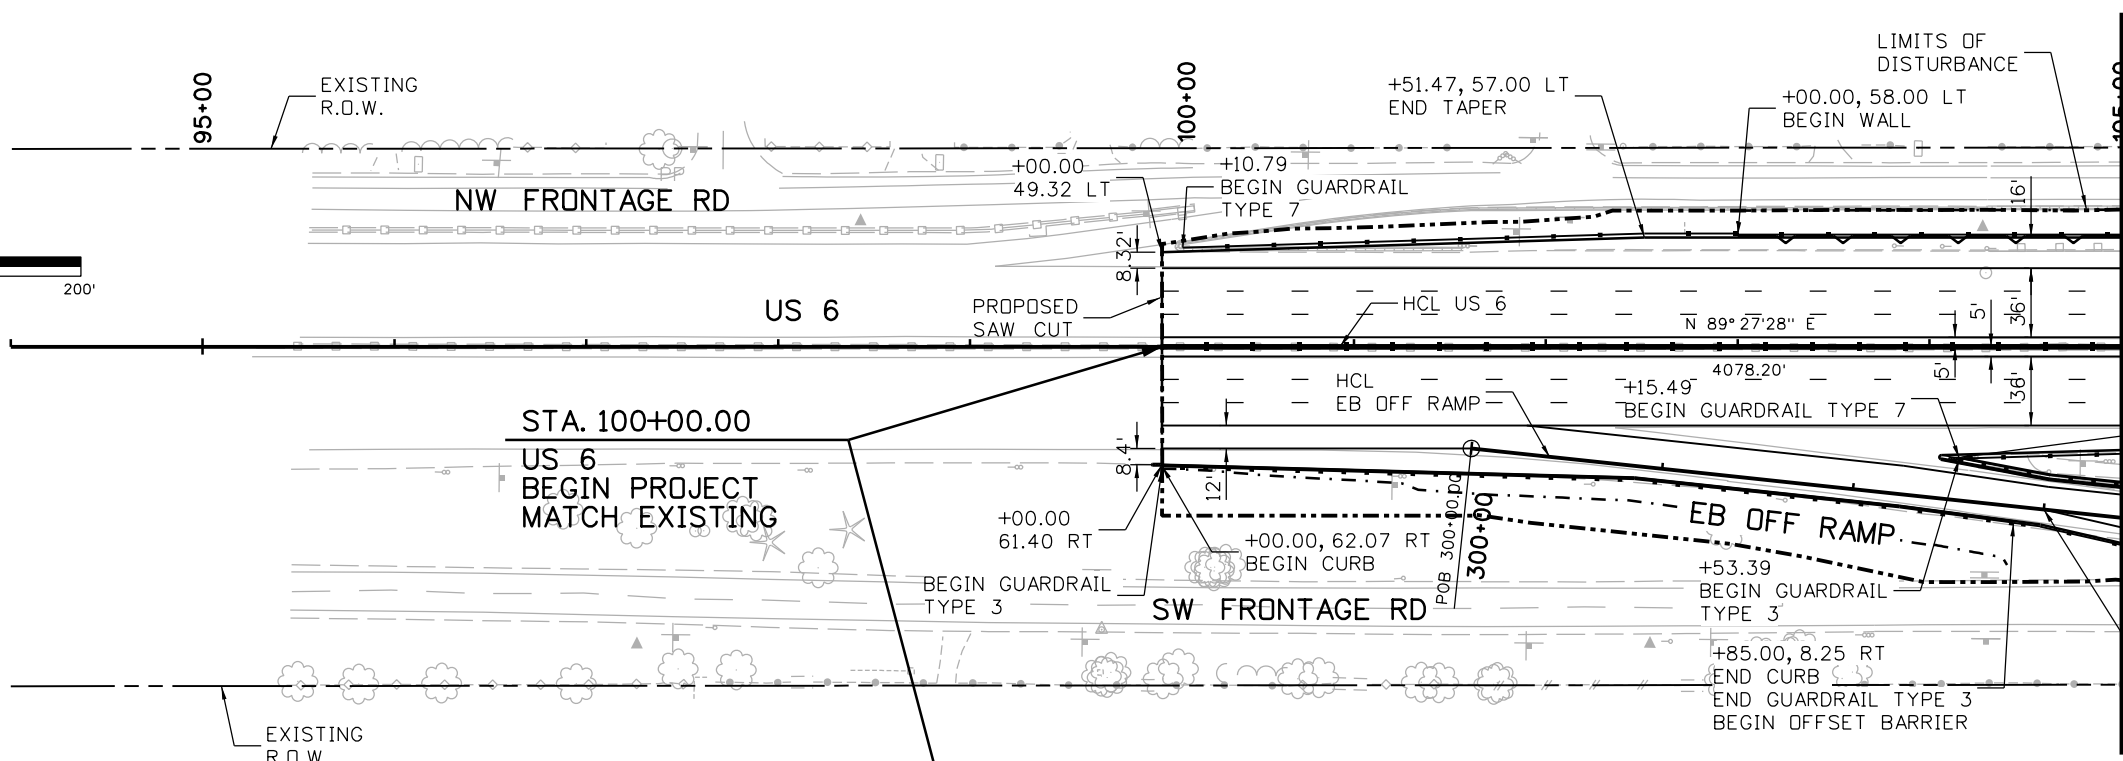 LIMITS OF
DISTURBANCE
EXISTING
R.O.W.
95+00
100+00
105+00
+51.47, 57.00 LT
END TAPER
+00.00, 58.00 LT
BEGIN WALL
+00.00
49.32 LT
+10.79
BEGIN GUARDRAIL
TYPE 7
NW FRONTAGE RD
16'
8.32'
200'
US 6
PROPOSED
SAW CUT
HCL US 6
N 89°27'28" E
5'
36'
4078.20'
5'
36'
HCL
EB OFF RAMP
+15.49
BEGIN GUARDRAIL TYPE 7
STA. 100+00.00
US 6
BEGIN PROJECT
MATCH EXISTING
8.4'
12'
+00.00
61.40 RT
+00.00, 62.07 RT
BEGIN CURB
POB 300+00.00
300+00
EB OFF RAMP
BEGIN GUARDRAIL
TYPE 3
SW FRONTAGE RD
+53.39
BEGIN GUARDRAIL
TYPE 3
+85.00, 8.25 RT
END CURB
END GUARDRAIL TYPE 3
BEGIN OFFSET BARRIER
EXISTING
R.O.W.